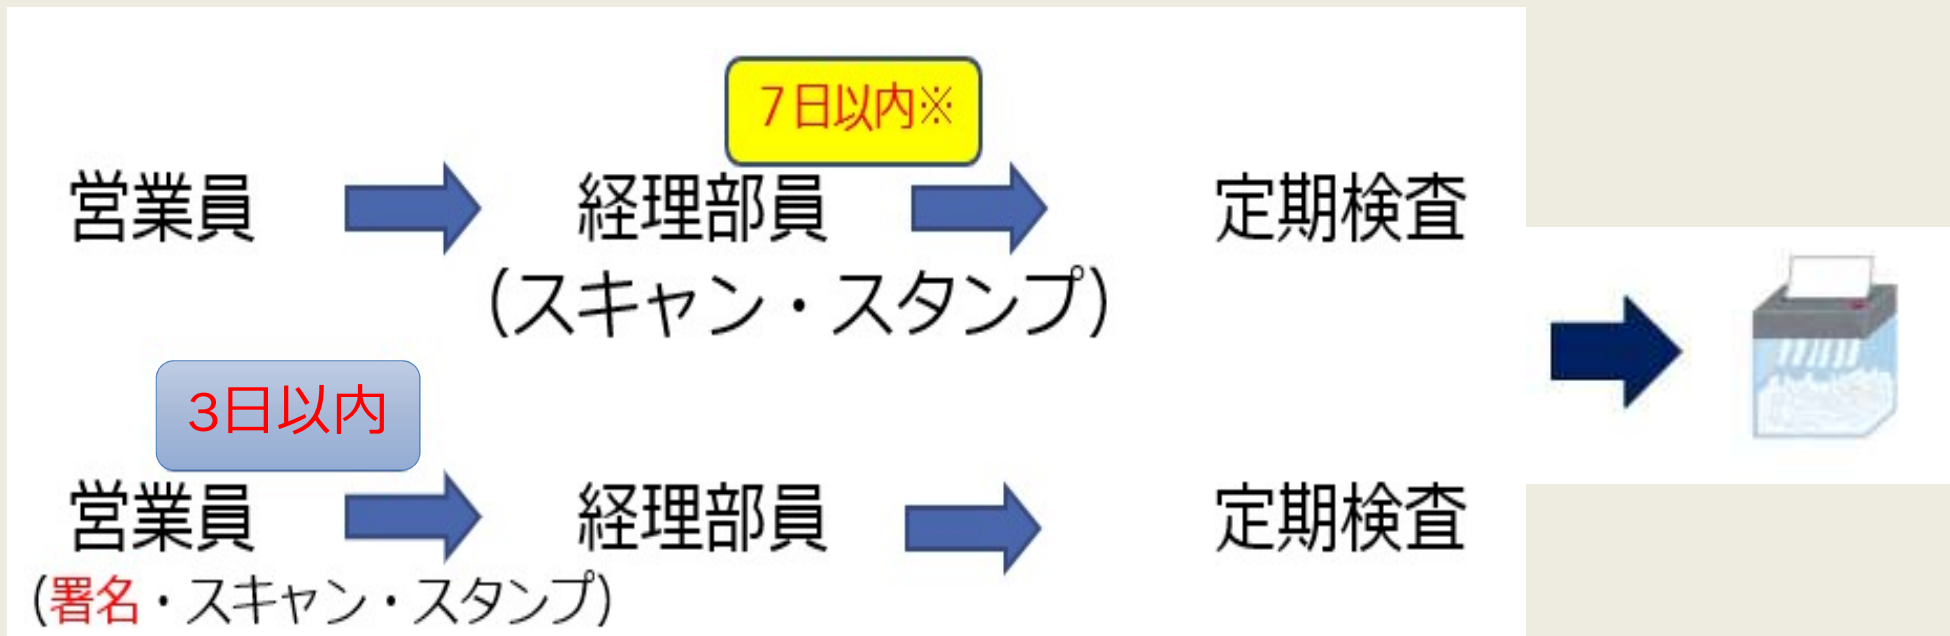 7日以内※
営業員 経理部員 定期検査
(スキャン・スタンプ)
3日以内
営業員 経理部員 定期検査
(署名・スキャン・スタンプ)